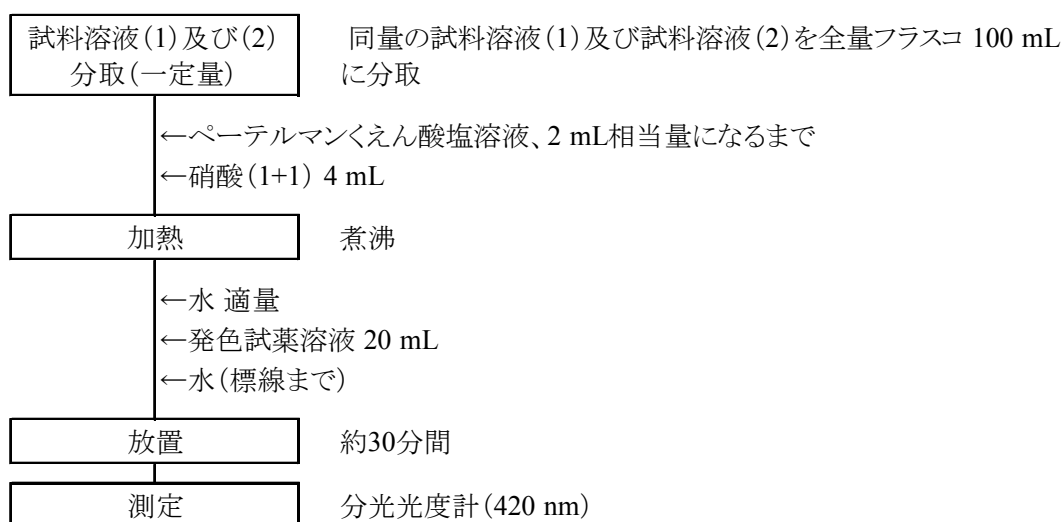 試料溶液(1)及び(2)
分取(一定量)
同量の試料溶液(1)及び試料溶液(2)を全量フラスコ 100 mL
に分取
←ペーテルマンくえん酸塩溶液、2 mL相当量になるまで
←硝酸(1+1) 4 mL
加熱
煮沸
←水 適量
←発色試薬溶液 20 mL
←水(標線まで)
放置
約30分間
測定
分光光度計(420 nm)